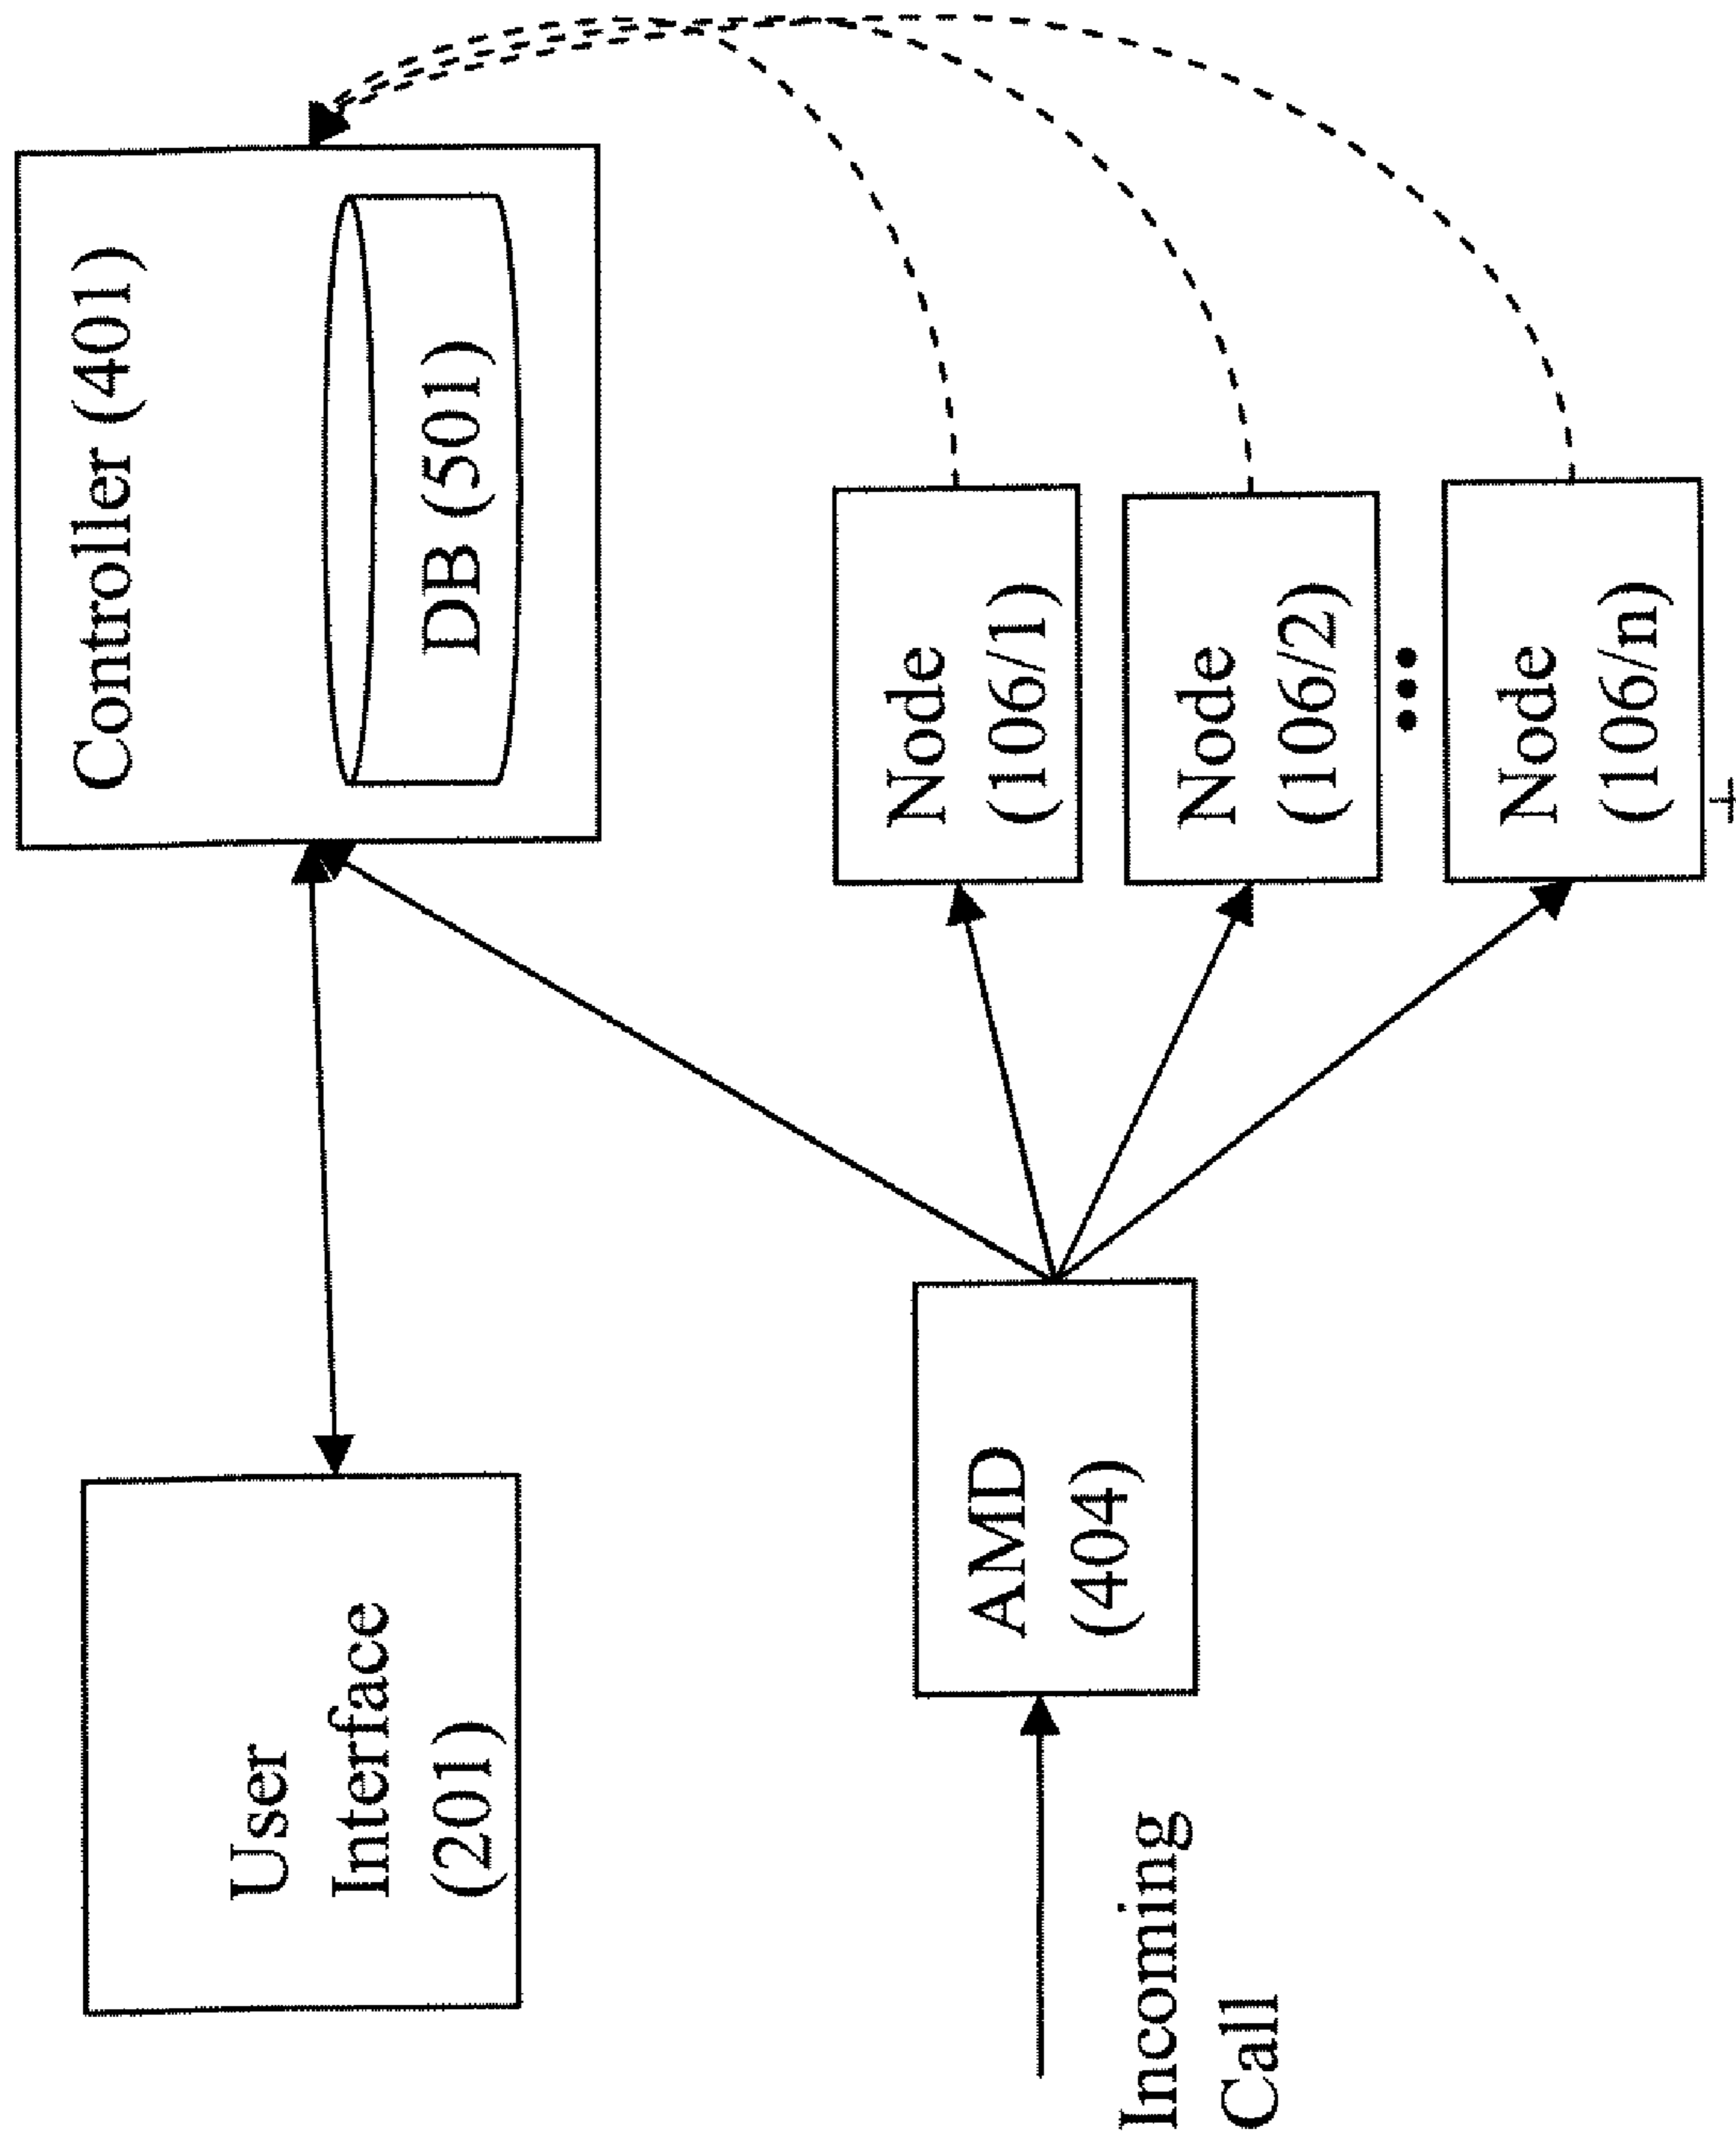 User
Interface
(201)
Controller (401)
DB (501)
Incoming
Call
AMD
(404)
Node
(106/1)
Node
(106/2)
•••
Node
(106/n)